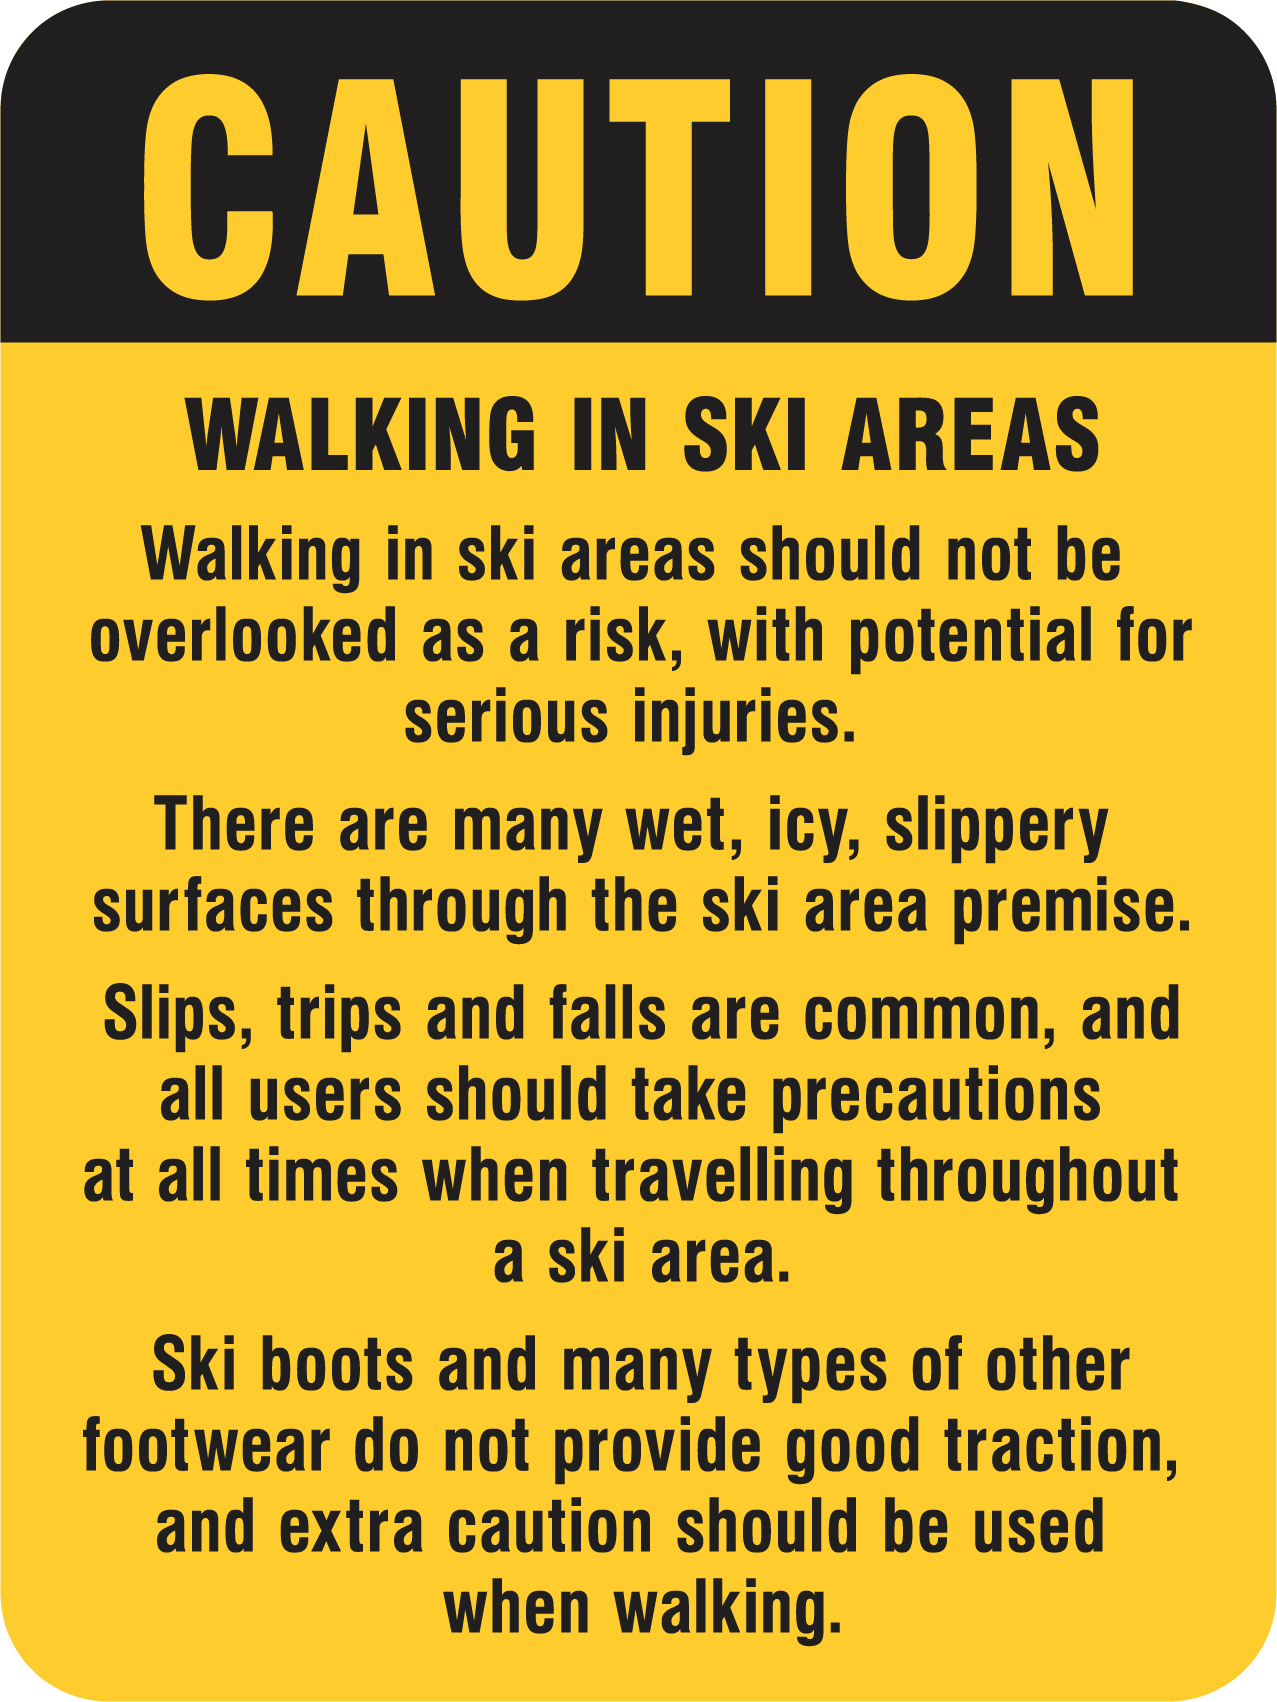 CAUTION
WALKING IN SKI AREAS
Walking in ski areas should not be
overlooked as a risk, with potential for
serious injuries.
There are many wet, icy, slippery
surfaces through the ski area premise.
Slips, trips and falls are common, and
all users should take precautions
at all times when travelling throughout
a ski area.
Ski boots and many types of other
footwear do not provide good traction,
and extra caution should be used
when walking.